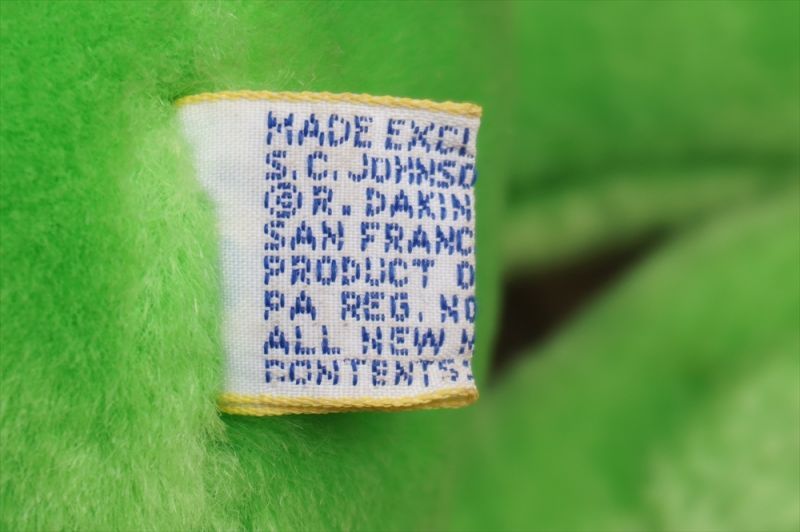 MADE EXCL
S.C. JOHNSO
© R. DAKIN
SAN FRANC
PRODUCT O
PA REG. NO
ALL NEW M
CONTENTS: